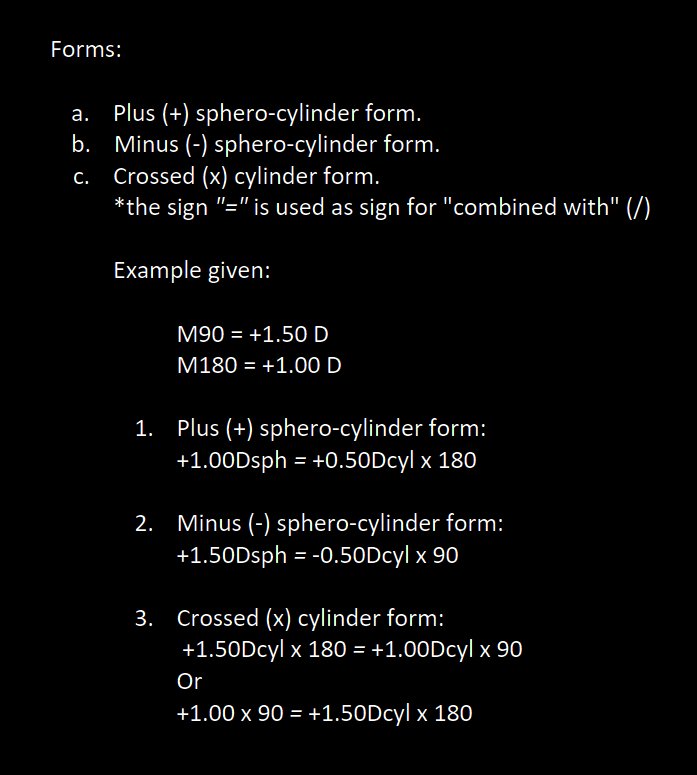 Forms:
a. Plus (+) sphero-cylinder form.
b. Minus (-) sphero-cylinder form.
c. Crossed (x) cylinder form.
*the sign "=" is used as sign for "combined with" (/)
Example given:
M90 = +1.50 D
M180 = +1.00 D
1. Plus (+) sphero-cylinder form:
+1.00Dsph = +0.50Dcyl x 180
2. Minus (-) sphero-cylinder form:
+1.50Dsph = -0.50Dcyl x 90
3. Crossed (x) cylinder form:
+1.50Dcyl x 180 = +1.00Dcyl x 90
Or
+1.00 x 90 = +1.50Dcyl x 180